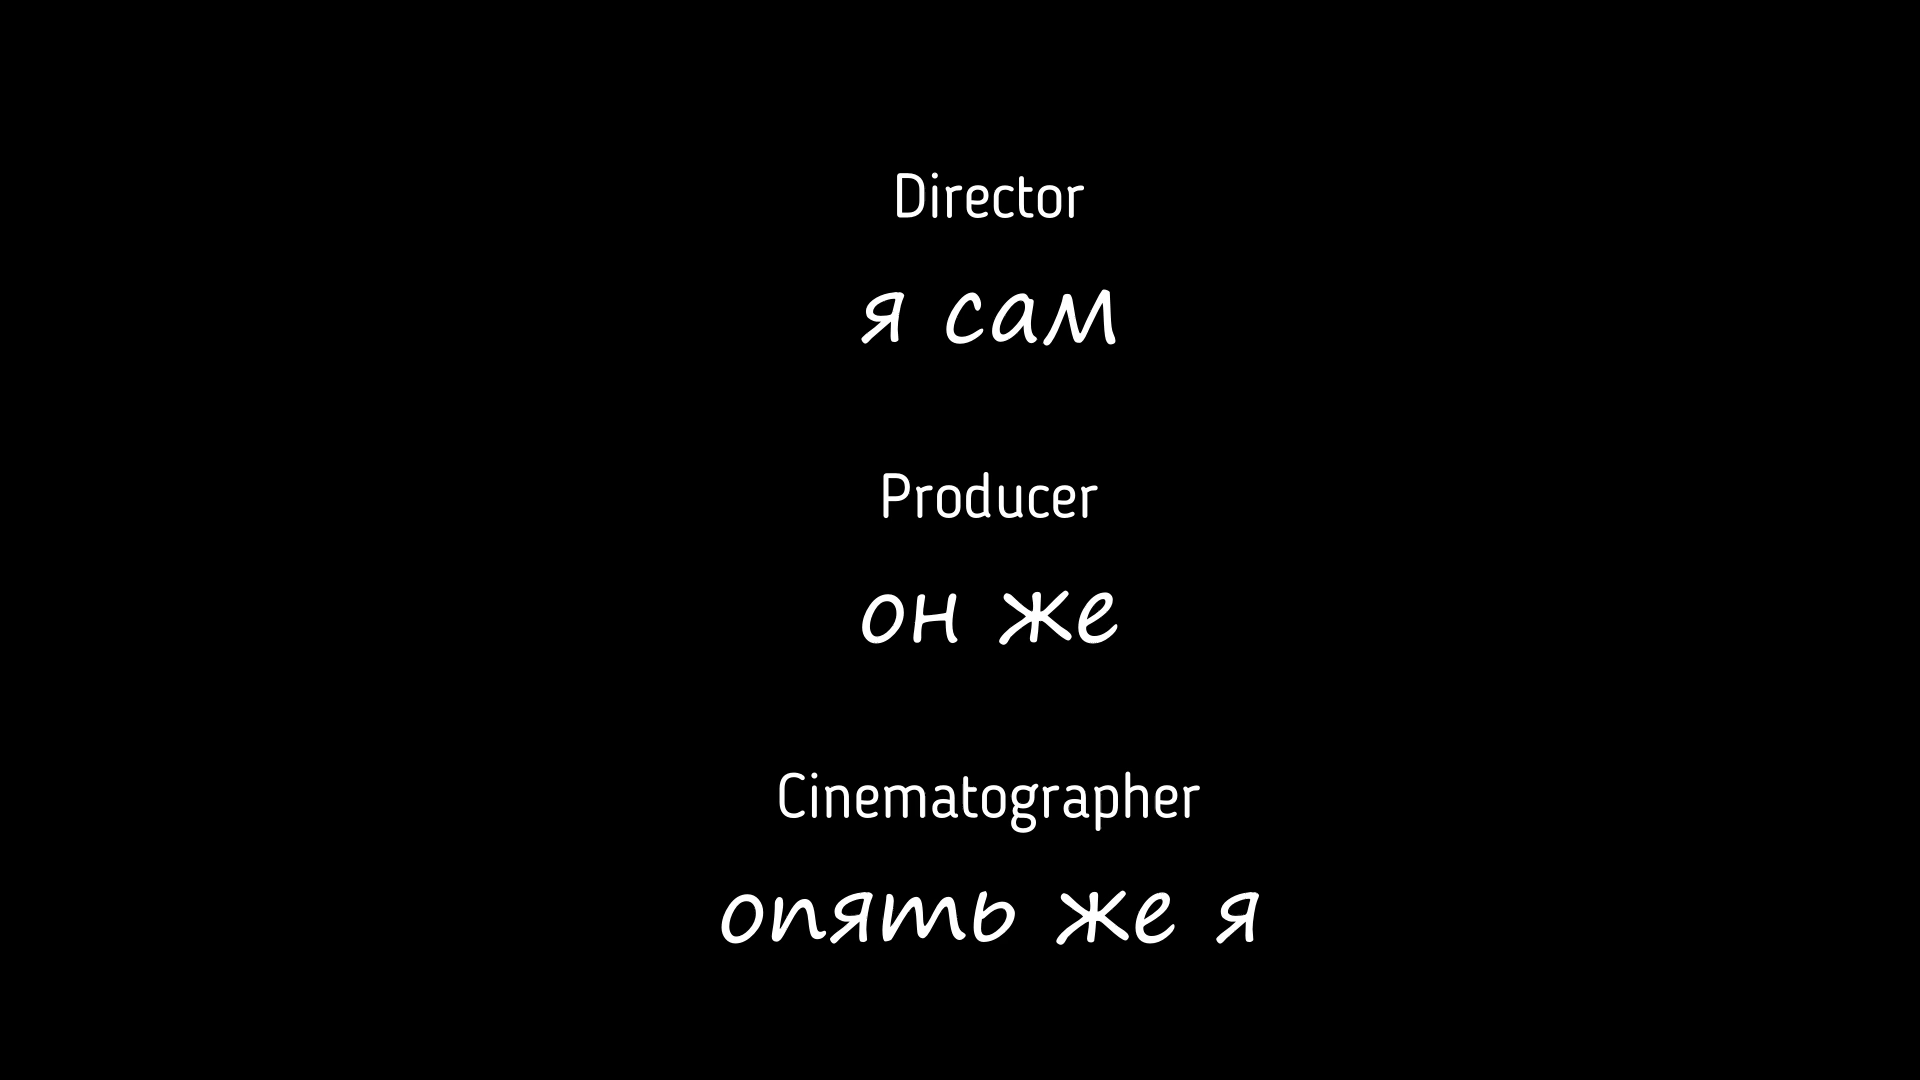 Director
я сам
Producer
он же
Cinematographer
опять же я